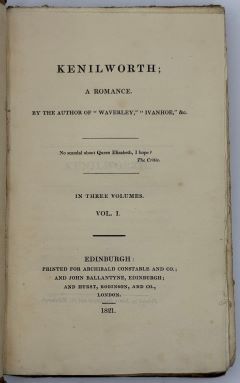 KENILWORTH;
A ROMANCE.
BY THE AUTHOR OF "WAVERLEY," "IVANHOE," &c.
No scandal about Queen Elizabeth, I hope?
The Critic.
IN THREE VOLUMES.
VOL. I.
EDINBURGH:
PRINTED FOR ARCHIBALD CONSTABLE AND CO.;
AND JOHN BALLANTYNE, EDINBURGH;
AND HURST, ROBINSON, AND CO.,
LONDON.
1821.